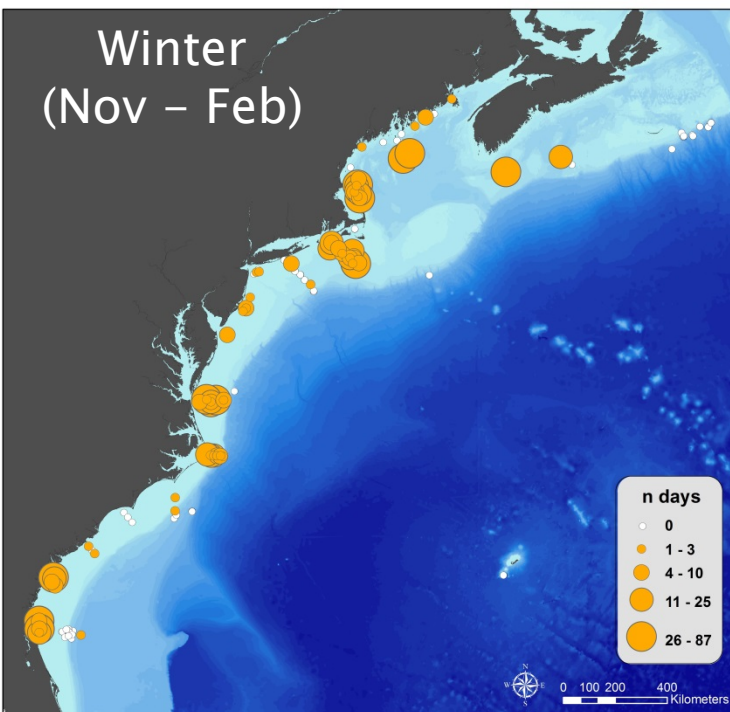 Winter
(Nov – Feb)
n days
0
1 - 3
4 - 10
11 - 25
26 - 87
N
W E
S
0 100 200 400
Kilometers